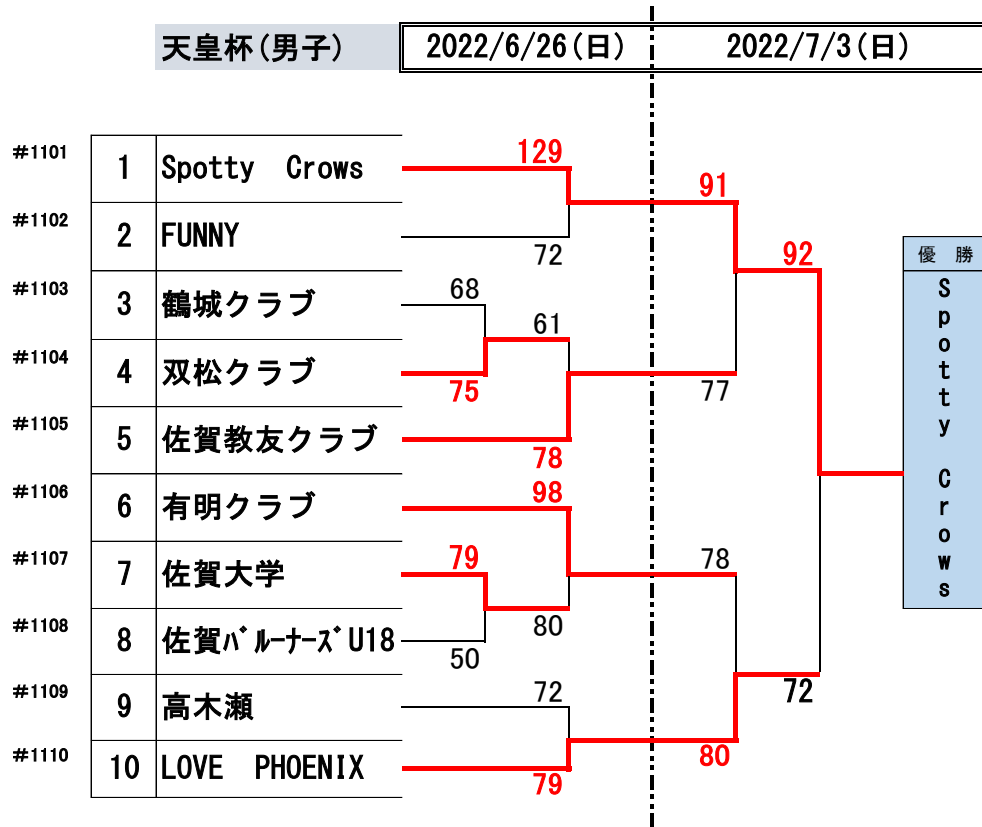 天皇杯(男子) 2022/6/26(日) 2022/7/3(日)
#1101 1 Spotty Crows 129
91
#1102 2 FUNNY 72
92
優 勝
#1103 3 鶴城クラブ 68
61
#1104 4 双松クラブ 75
77
#1105 5 佐賀教友クラブ 78
Spotty Crows
#1106 6 有明クラブ 98
#1107 7 佐賀大学 79
78
80
#1108 8 佐賀バルーナーズU18 50
#1109 9 高木瀬 72
72
#1110 10 LOVE PHOENIX 79
80